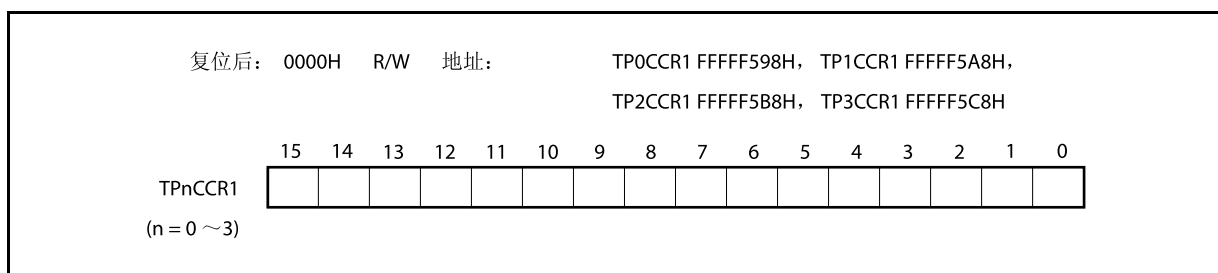 复位后： 0000H R/W 地址： TP0CCR1 FFFFF598H， TP1CCR1 FFFFF5A8H，
TP2CCR1 FFFFF5B8H， TP3CCR1 FFFFF5C8H
15 14 13 12 11 10 9 8 7 6 5 4 3 2 1 0
TPnCCR1
(n = 0 ～3)